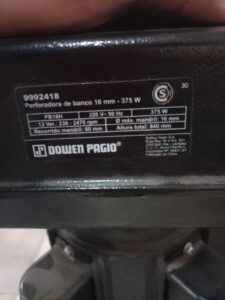 9992418
Perforadora de banco 16 mm - 375 W
30
PB16H
220 V~ 50 Hz
375 W
12 Vel: 230 - 2470 rpm
Ø máx. mandril: 16 mm
Recorrido mandril: 60 mm
Altura total: 840 mm
S
DOWEN PAGIO®